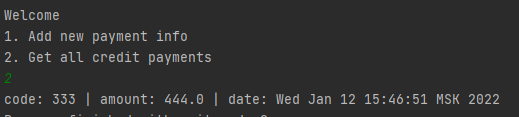 Welcome
1. Add new payment info
2. Get all credit payments
2
code: 333 | amount: 444.0 | date: Wed Jan 12 15:46:51 MSK 2022